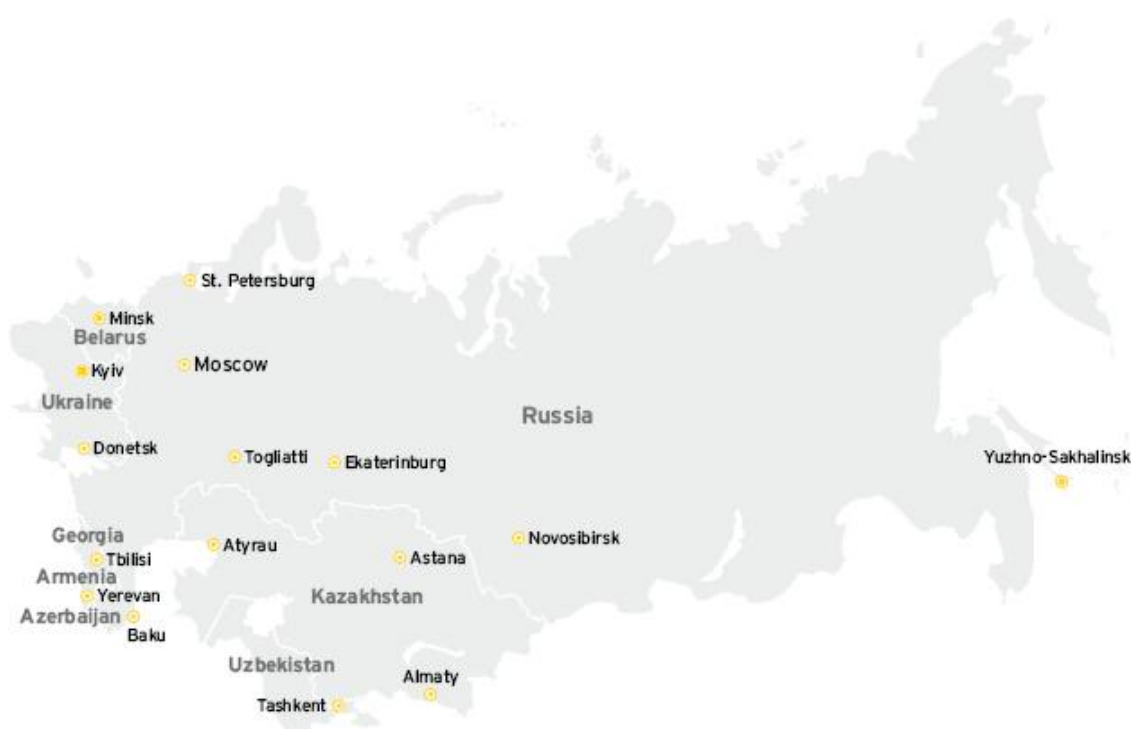 St. Petersburg
Minsk
Belarus
Moscow
Kyiv
Ukraine
Russia
Donetsk
Togliatti
Ekaterinburg
Yuzhno-Sakhalinsk
Georgia
Novosibirsk
Atyrau
Tbilisi
Astana
Armenia
Yerevan
Kazakhstan
Azerbaijan
Baku
Uzbekistan
Almaty
Tashkent